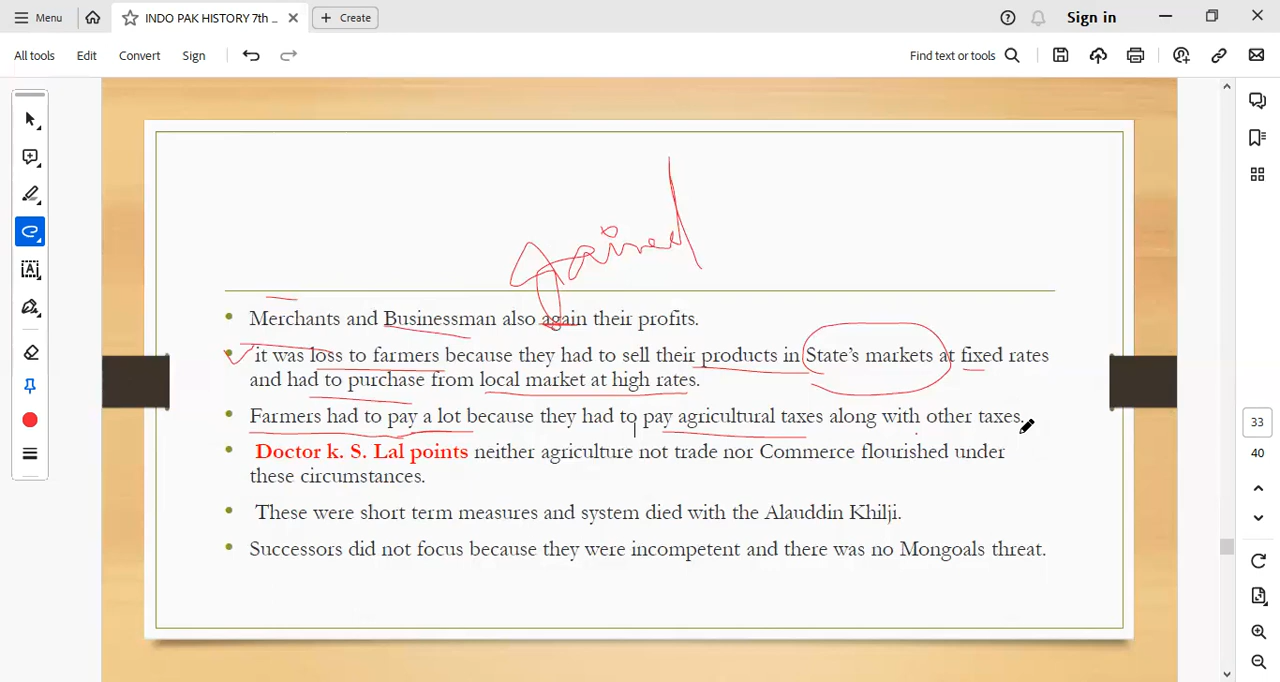 Menu
INDO PAK HISTORY 7th ...
Create
Sign in
All tools
Edit
Convert
Sign
Find text or tools
gained
• Merchants and Businessman also again their profits.
• it was loss to farmers because they had to sell their products in State's markets at fixed rates
and had to purchase from local market at high rates.
• Farmers had to pay a lot because they had to pay agricultural taxes along with other taxes.
• Doctor k. S. Lal points neither agriculture not trade nor Commerce flourished under
these circumstances.
• These were short term measures and system died with the Alauddin Khilji.
• Successors did not focus because they were incompetent and there was no Mongoals threat.
33
40